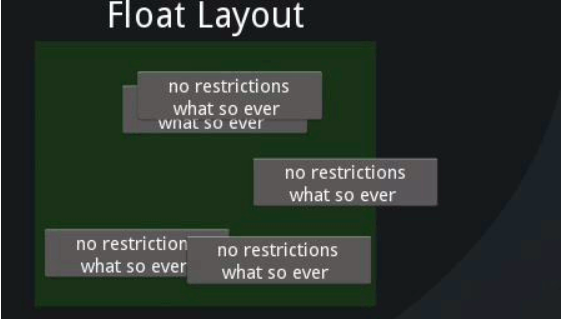 Float Layout
no restrictions
what so ever
what so ever
no restrictions
what so ever
no restriction
what so ever
no restrictions
what so ever